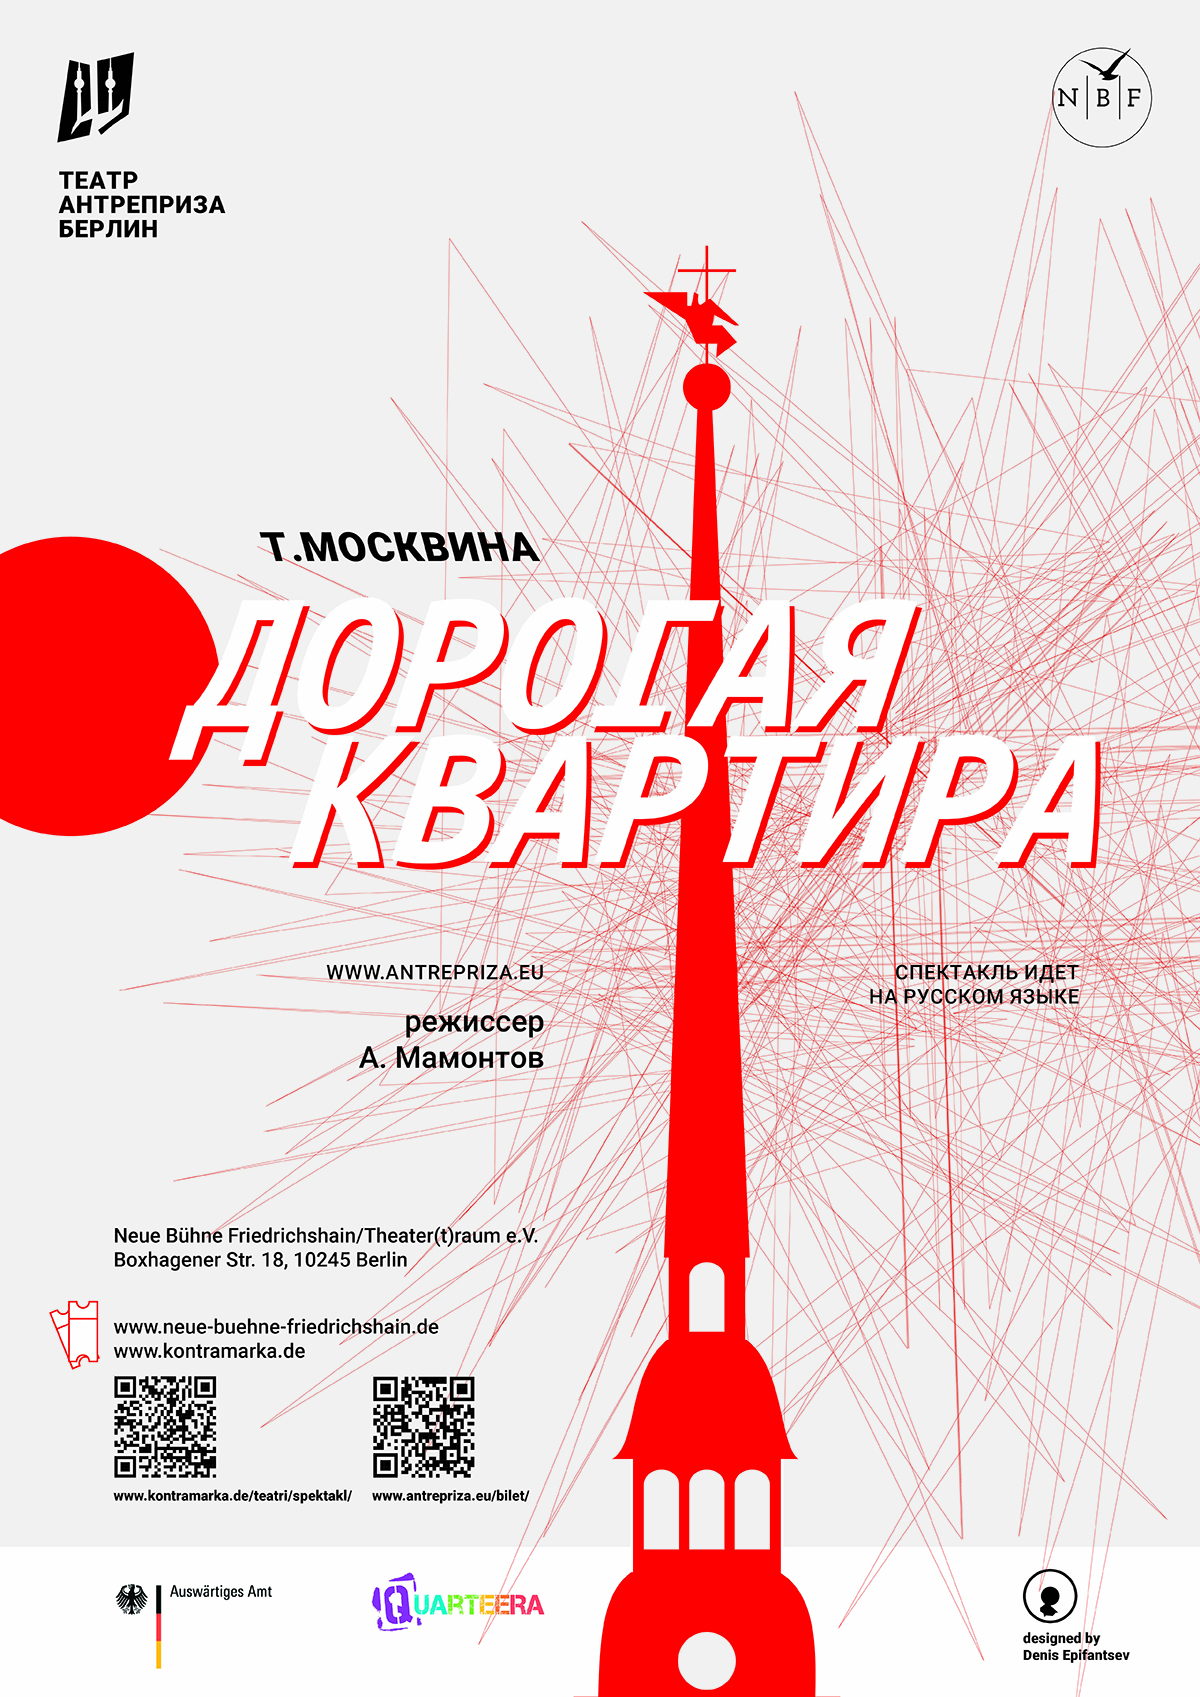 ТЕАТР
АНТРЕПРИЗА
БЕРЛИН
N|B|F
Т.МОСКВИНА
ДОРОГАЯ
КВАРТИРА
WWW.ANTREPRIZA.EU
режиссер
А. Мамонтов
СПЕКТАКЛЬ ИДЕТ
НА РУССКОМ ЯЗЫКЕ
Neue Bühne Friedrichshain/Theater(t)raum e.V.
Boxhagener Str. 18, 10245 Berlin
www.neue-buehne-friedrichshain.de
www.kontramarka.de
www.kontramarka.de/teatri/spektakl/
www.antrepriza.eu/bilet/
Auswärtiges Amt
QUARTEERA
designed by
Denis Epifantsev